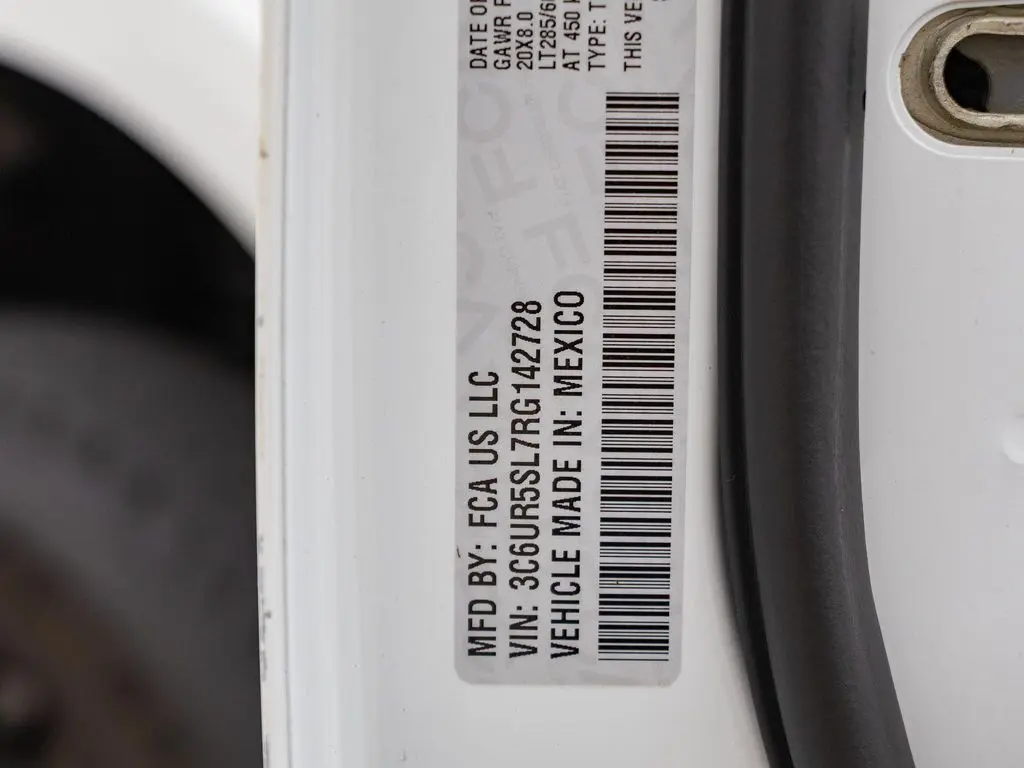 MFD BY: FCA US LLC
VIN: 3C6UR5SL7RG142728
VEHICLE MADE IN: MEXICO
DATE OF
GAWR F
20X8.0
LT285/6
AT 450 k
TYPE: T
THIS VE